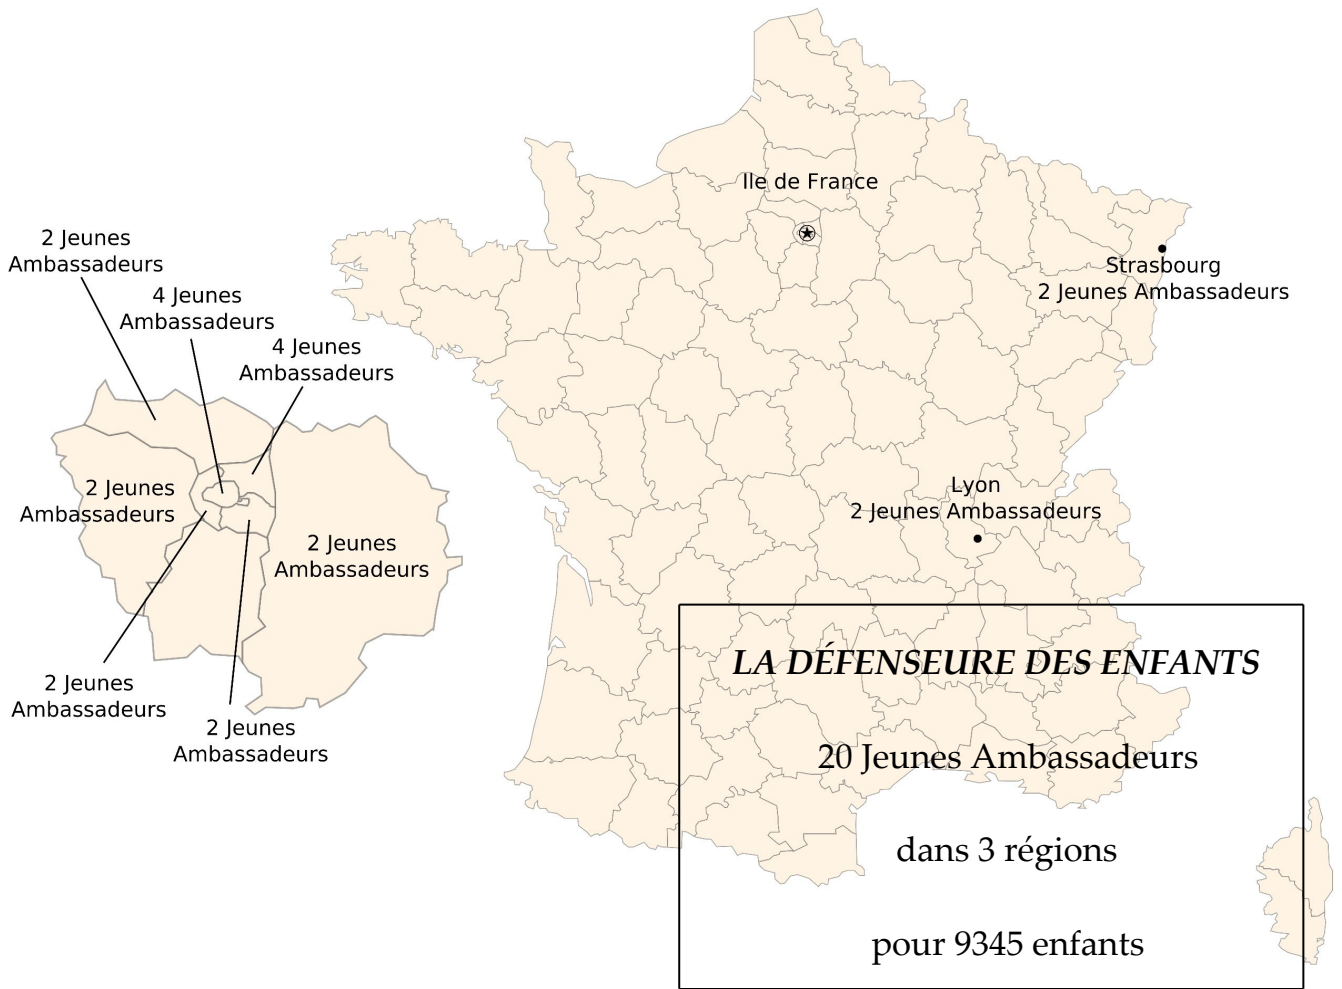 Ile de France
2 Jeunes
Ambassadeurs
4 Jeunes
Ambassadeurs
4 Jeunes
Ambassadeurs
Strasbourg
2 Jeunes Ambassadeurs
2 Jeunes
Ambassadeurs
2 Jeunes
Ambassadeurs
Lyon
2 Jeunes Ambassadeurs
2 Jeunes
Ambassadeurs
2 Jeunes
Ambassadeurs
LA DÉFENSEURE DES ENFANTS
20 Jeunes Ambassadeurs
dans 3 régions
pour 9345 enfants